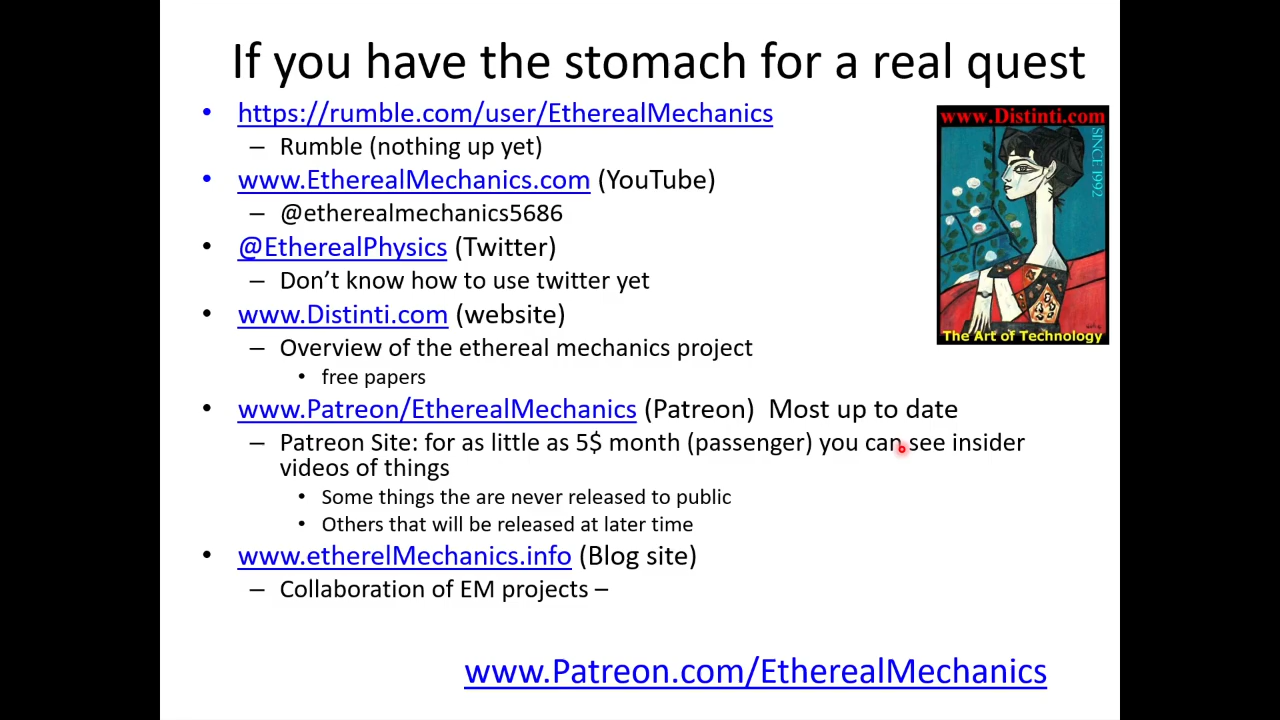 If you have the stomach for a real quest
• https://rumble.com/user/EtherealMechanics
– Rumble (nothing up yet)
• www.EtherealMechanics.com (YouTube)
– @etherealmechanics5686
• @EtherealPhysics (Twitter)
– Don’t know how to use twitter yet
• www.Distinti.com (website)
– Overview of the ethereal mechanics project
• free papers
• www.Patreon/EtherealMechanics (Patreon)  Most up to date
– Patreon Site: for as little as 5$ month (passenger) you can see insider
videos of things
• Some things the are never released to public
• Others that will be released at later time
• www.etherelMechanics.info (Blog site)
– Collaboration of EM projects –
www.Distinti.com
SINCE 1992
The Art of Technology
www.Patreon.com/EtherealMechanics